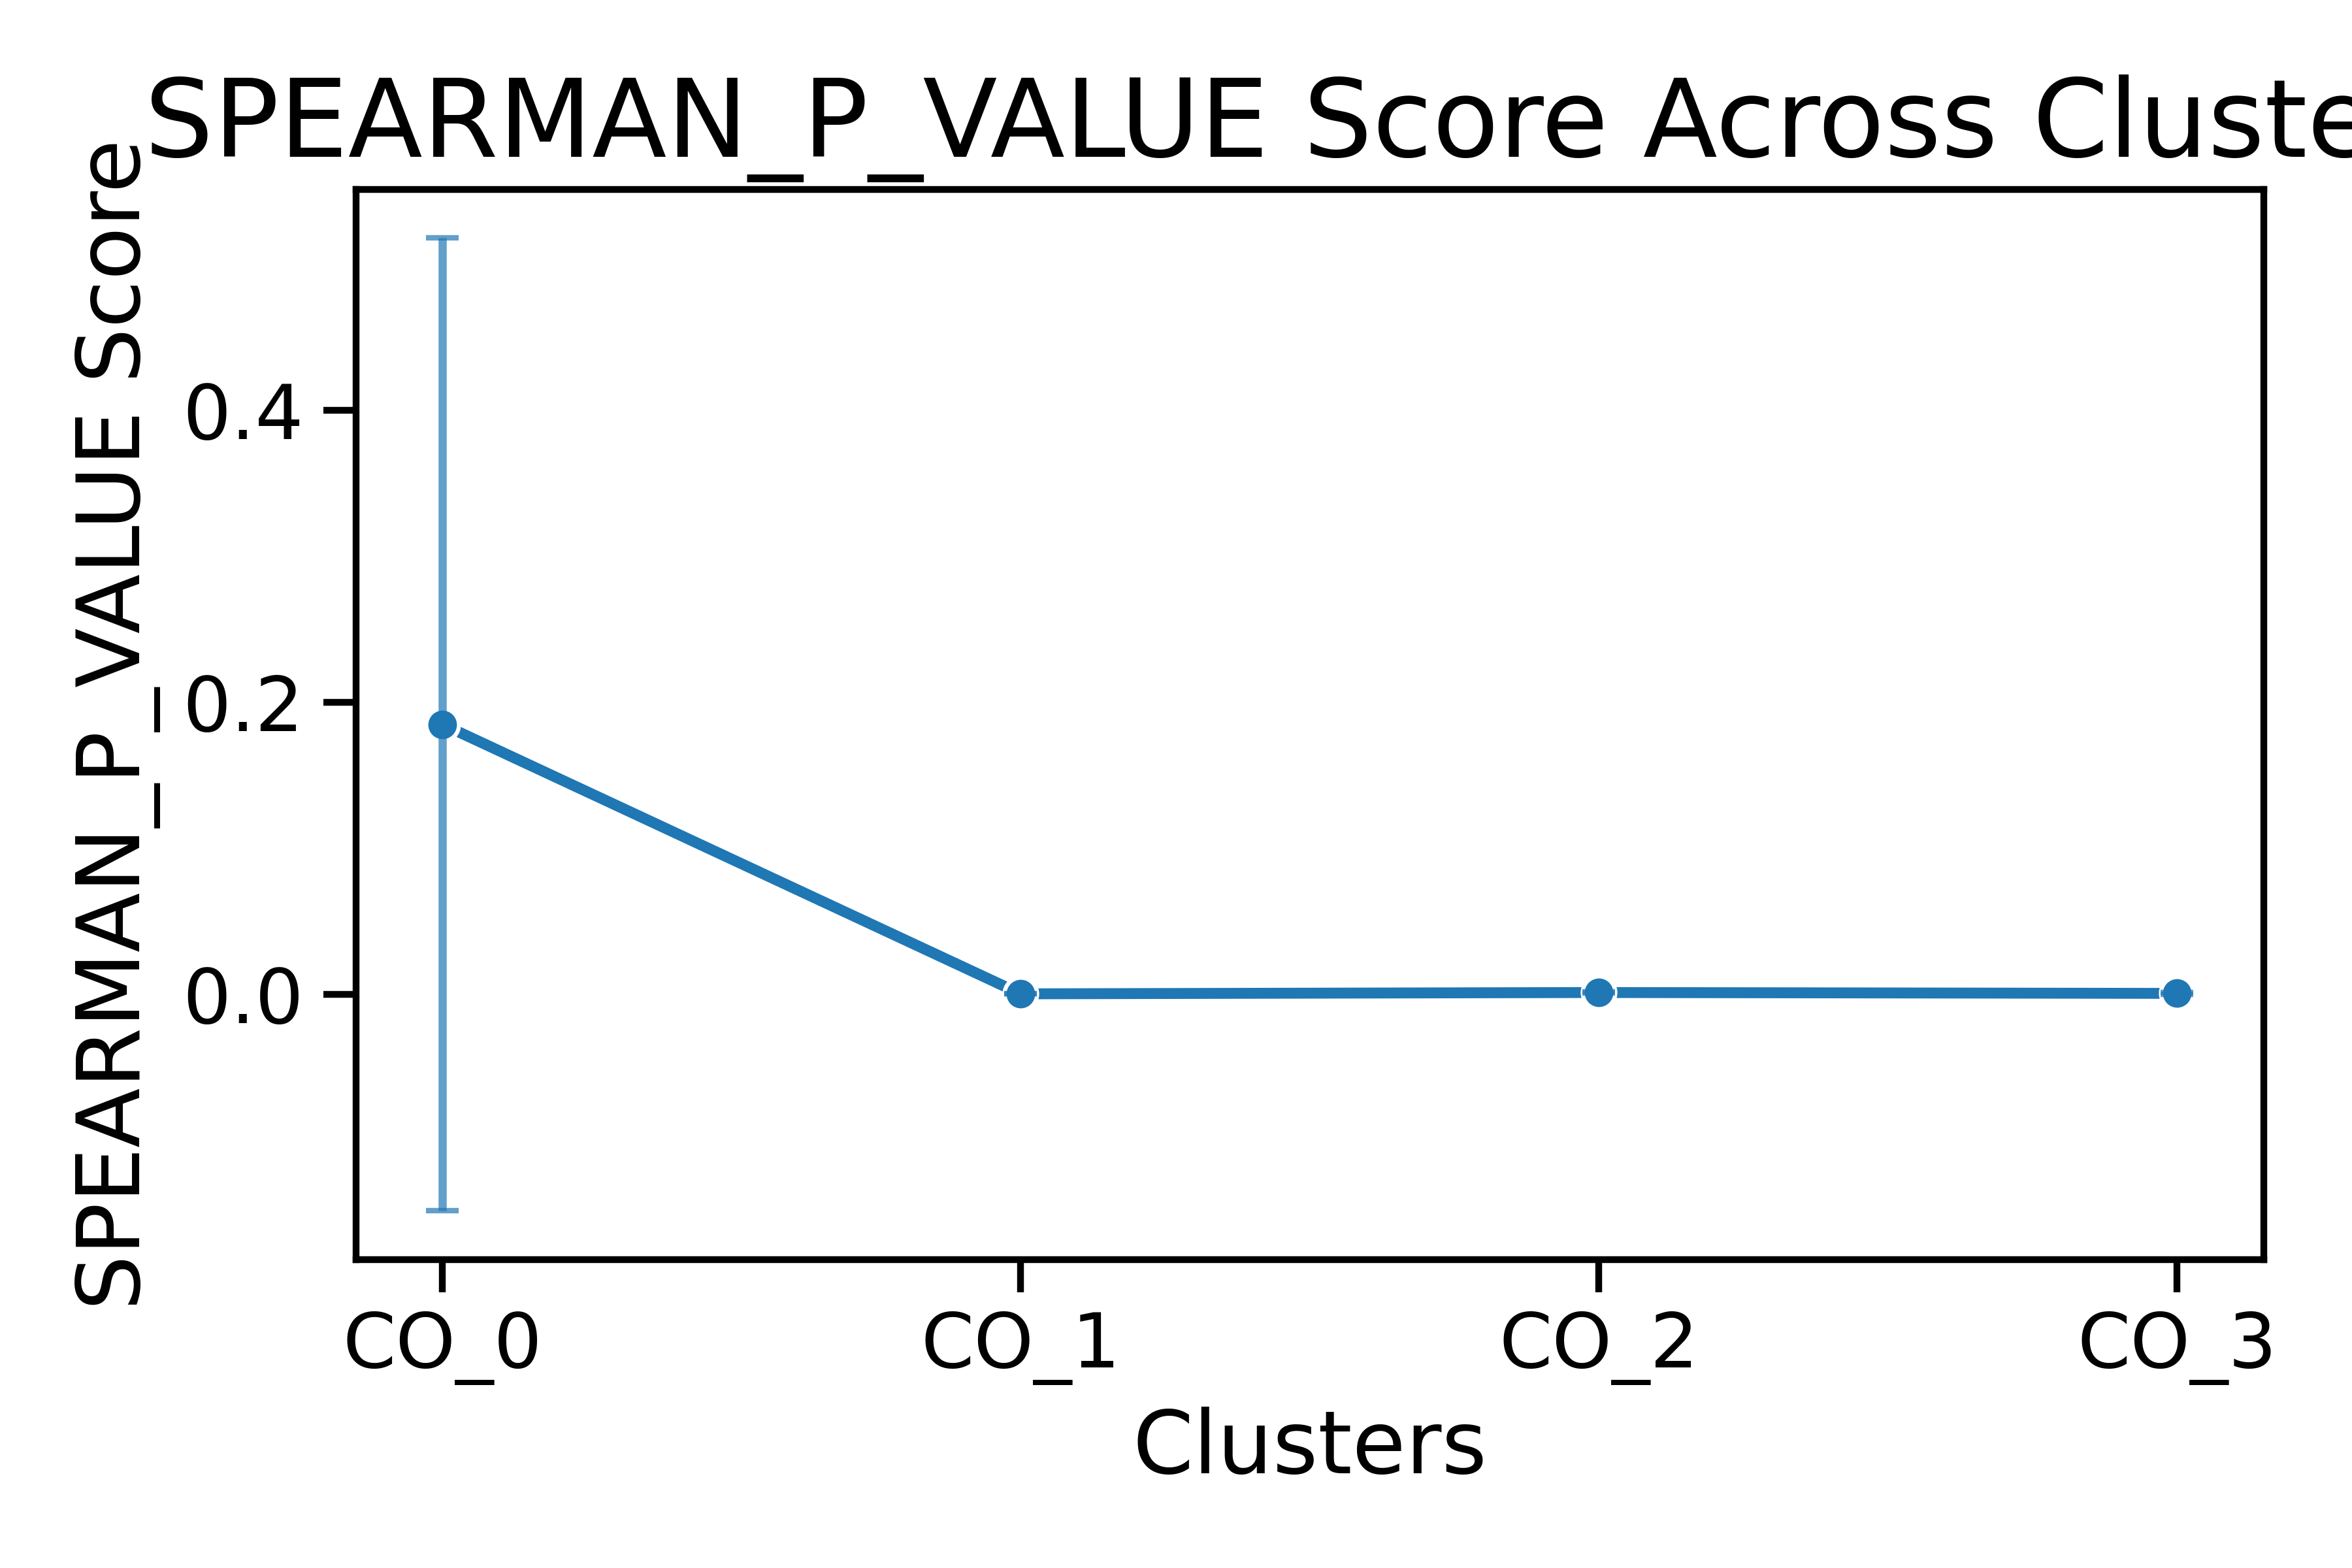 SPEARMAN_P_VALUE Score Across Cluste
SPEARMAN_P_VALUE Score
0.4
0.2
0.0
CO_0
CO_1
CO_2
CO_3
Clusters